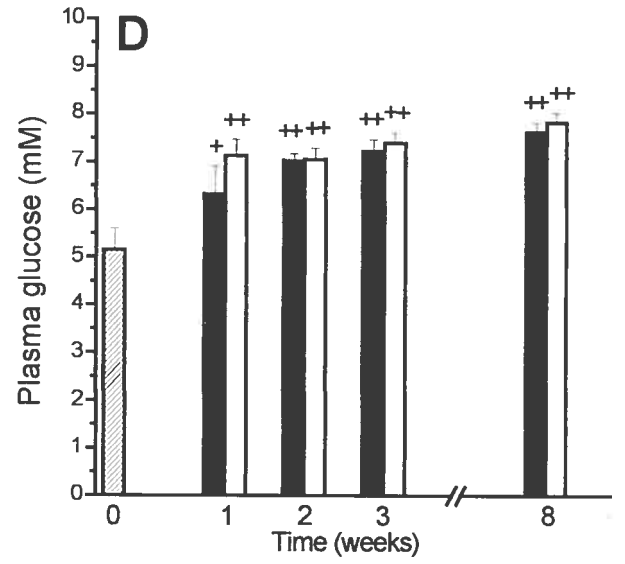 D
10
9
8
7
6
5
4
3
2
1
0
Plasma glucose (mM)
+ ++ ++ ++ ++ ++ ++ ++
0 1 2 3 8
Time (weeks)